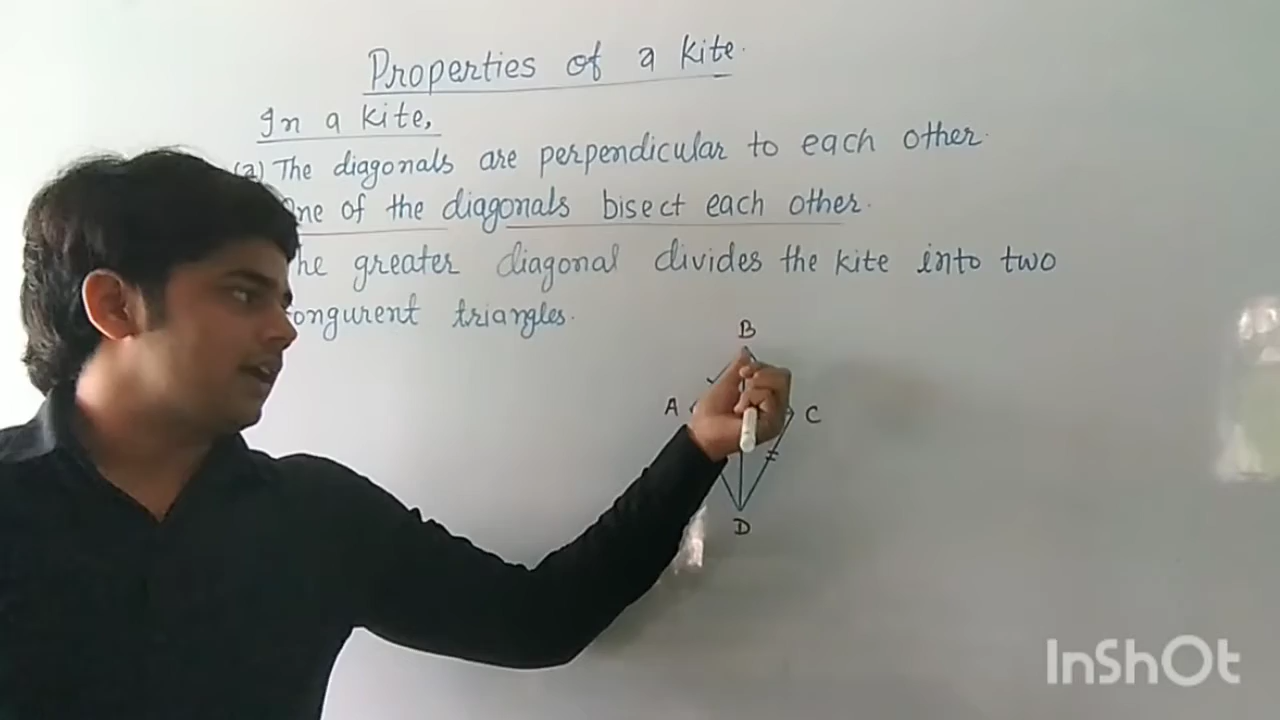 Properties of a kite.
In a kite,
(a) The diagonals are perpendicular to each other.
One of the diagonals bisect each other.
he greater diagonal divides the kite into two
ongurent triangles.
B
A
C
D
InShOt